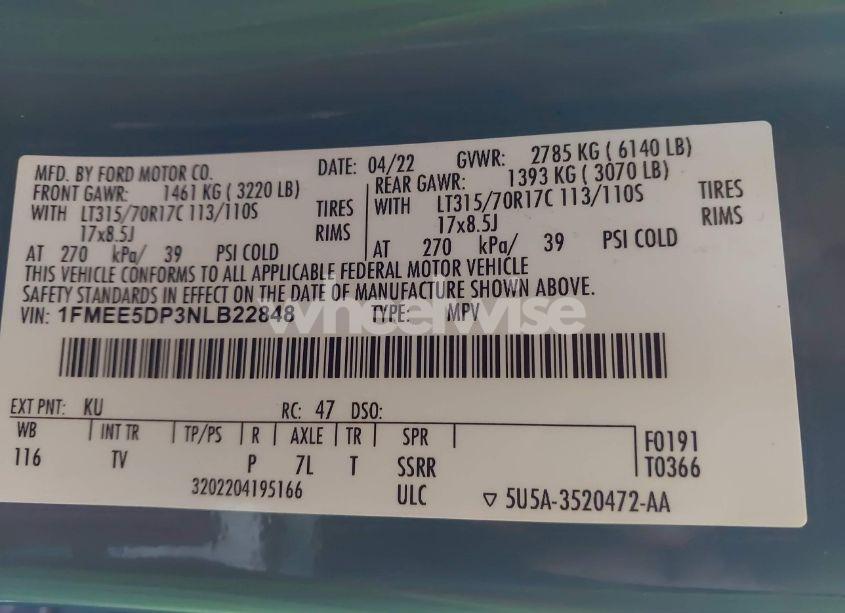 MFD. BY FORD MOTOR CO. DATE: 04/22 GVWR: 2785 KG ( 6140 LB)
FRONT GAWR: 1461 KG ( 3220 LB) REAR GAWR: 1393 KG ( 3070 LB)
WITH LT315/70R17C 113/110S TIRES WITH LT315/70R17C 113/110S TIRES
17x8.5J RIMS 17x8.5J RIMS
AT 270 kPa/ 39 PSI COLD AT 270 kPa/ 39 PSI COLD
THIS VEHICLE CONFORMS TO ALL APPLICABLE FEDERAL MOTOR VEHICLE
SAFETY STANDARDS IN EFFECT ON THE DATE OF MANUFACTURE SHOWN ABOVE.
VIN: 1FMEE5DP3NLB22848 TYPE: MPV
wheelwise
EXT PNT: KU RC: 47 DSO:
WB INT TR TP/PS R AXLE TR SPR F0191
116 TV P 7L T SSRR T0366
3202204195166 ULC ▽ 5U5A-3520472-AA